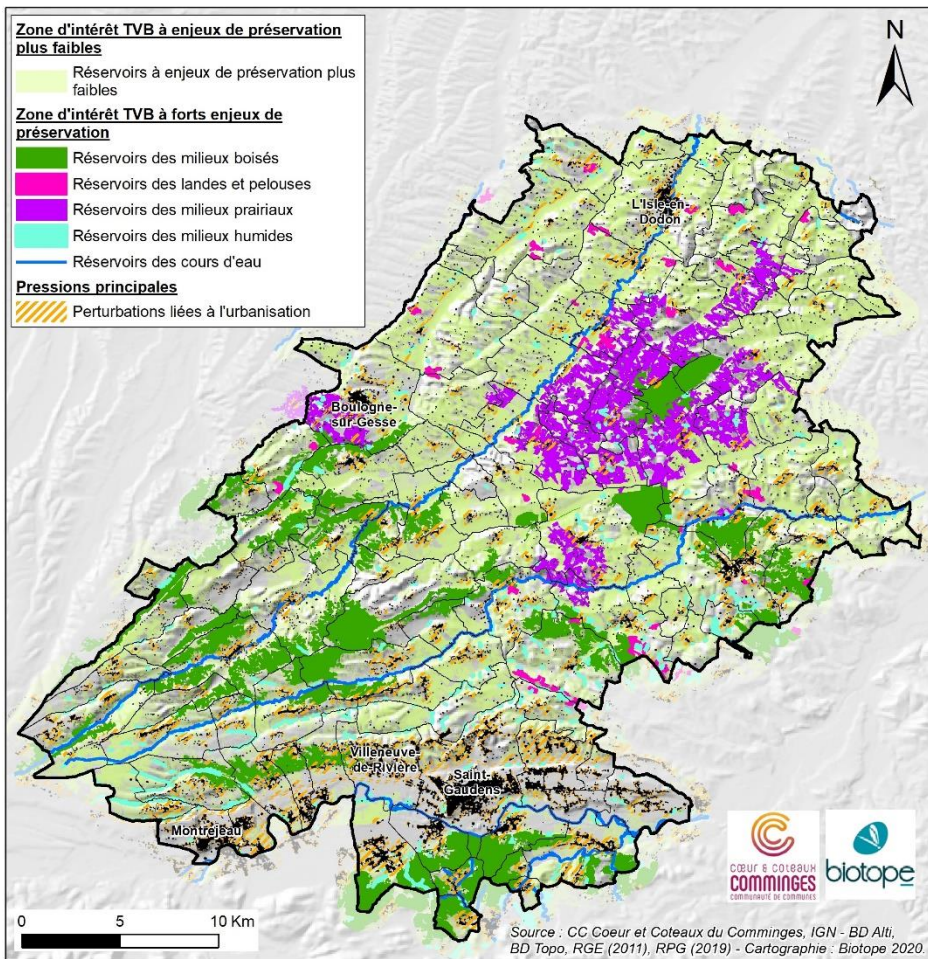 Zone d'intérêt TVB à enjeux de préservation
plus faibles
Réservoirs à enjeux de préservation plus
faibles
Zone d'intérêt TVB à forts enjeux de
préservation
Réservoirs des milieux boisés
Réservoirs des landes et pelouses
Réservoirs des milieux prairiaux
Réservoirs des milieux humides
Réservoirs des cours d'eau
Pressions principales
Perturbations liées à l'urbanisation
N
L'Isle-en-
Dodon
Boulogne-
sur-Gesse
Villeneuve-
de-Rivière
Saint-
Gaudens
Montréjeau
CŒUR & COTEAUX
COMMINGES
COMMUNAUTÉ DE COMMUNES
biotope
0 5 10 Km
Source : CC Coeur et Coteaux du Comminges, IGN - BD Alti,
BD Topo, RGE (2011), RPG (2019) - Cartographie : Biotope 2020.